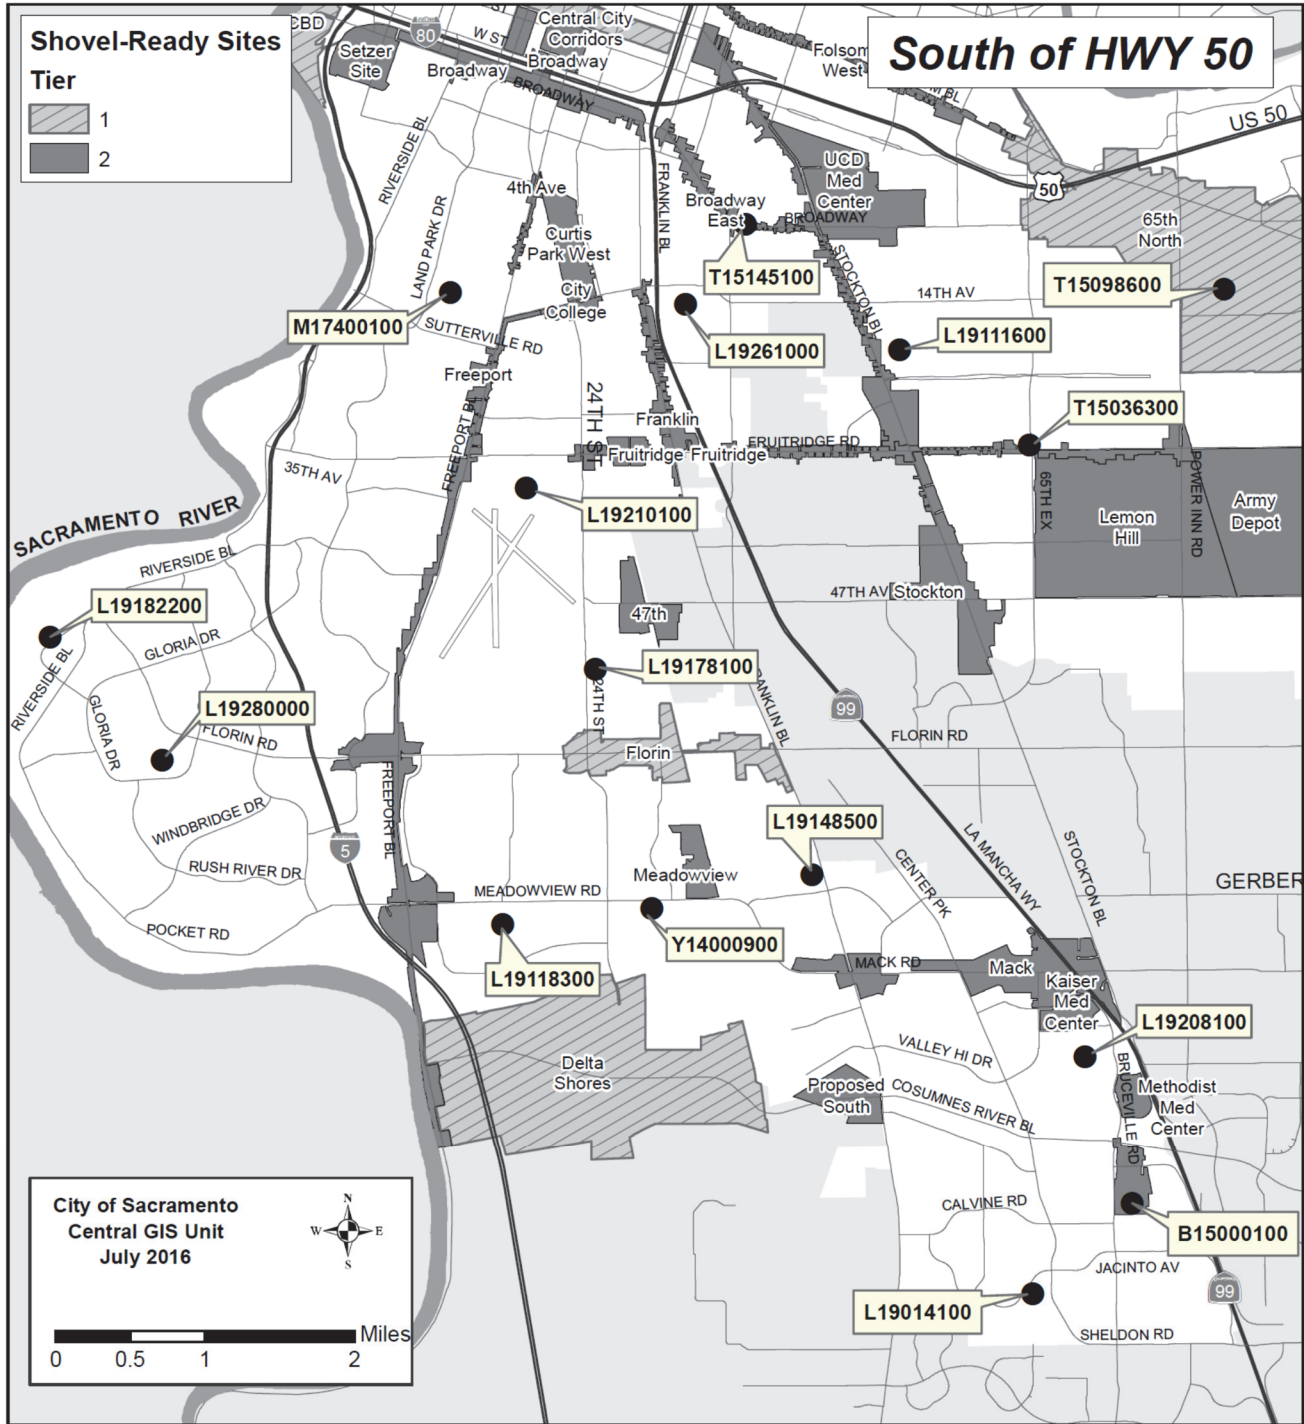 Shovel-Ready Sites
Tier
1
2
South of HWY 50
CBD
Setzer
Site
80
W ST
ST
Central City
Corridors
Broadway
Broadway
BROADWAY
Folsom
West
BL
US 50
50
RIVERSIDE BL
LAND PARK DR
4th Ave
Curtis
Park West
City
College
FRANKLIN BL
Broadway
East
BROADWAY
UCD
Med
Center
STOCKTON BL
65th
North
T15145100
T15098600
14TH AV
M17400100
SUTTERVILLE RD
L19261000
L19111600
Freeport
FREEPORT BL
24TH ST
Franklin
T15036300
FRUITRIDGE RD
Fruitridge
Fruitridge
35TH AV
L19210100
65TH EX
Lemon
Hill
POWER INN RD
Army
Depot
SACRAMENTO RIVER
RIVERSIDE BL
L19182200
GLORIA DR
47TH AV
Stockton
47th
RIVERSIDE BL
L19178100
24TH ST
RANKLIN BL
99
L19280000
GLORIA DR
FLORIN RD
FLORIN RD
Florin
FREEPORT BL
WINDBRIDGE DR
5
RUSH RIVER DR
L19148500
LA MANCHA WY
STOCKTON BL
CENTER PK
Meadowview
MEADOWVIEW RD
GERBER
POCKET RD
Y14000900
L19118300
MACK RD
Mack
Kaiser
Med
Center
L19208100
VALLEY HI DR
Delta
Shores
Proposed
South
COSUMNES RIVER BL
BRUCEVILLE RD
Methodist
Med
Center
CALVINE RD
B15000100
JACINTO AV
99
L19014100
SHELDON RD
City of Sacramento
Central GIS Unit
July 2016
N
W
E
S
Miles
0 0.5 1 2